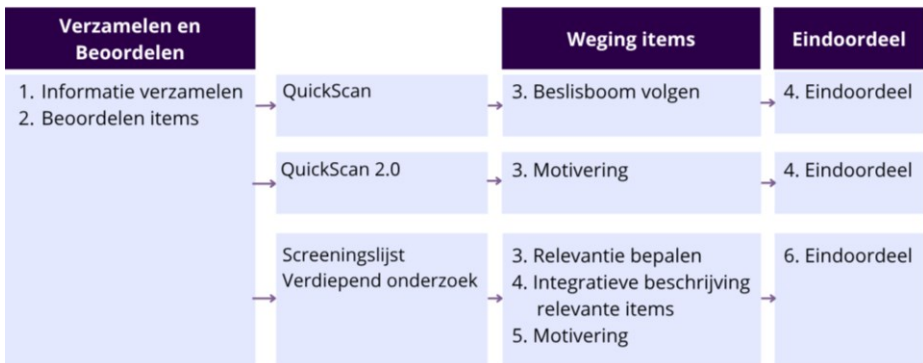 Verzamelen en
Beoordelen
Weging items
Eindoordeel
1. Informatie verzamelen
2. Beoordelen items
QuickScan
3. Beslisboom volgen
4. Eindoordeel
QuickScan 2.0
3. Motivering
4. Eindoordeel
Screeningslijst
Verdiepend onderzoek
3. Relevantie bepalen
4. Integratieve beschrijving
relevante items
5. Motivering
6. Eindoordeel